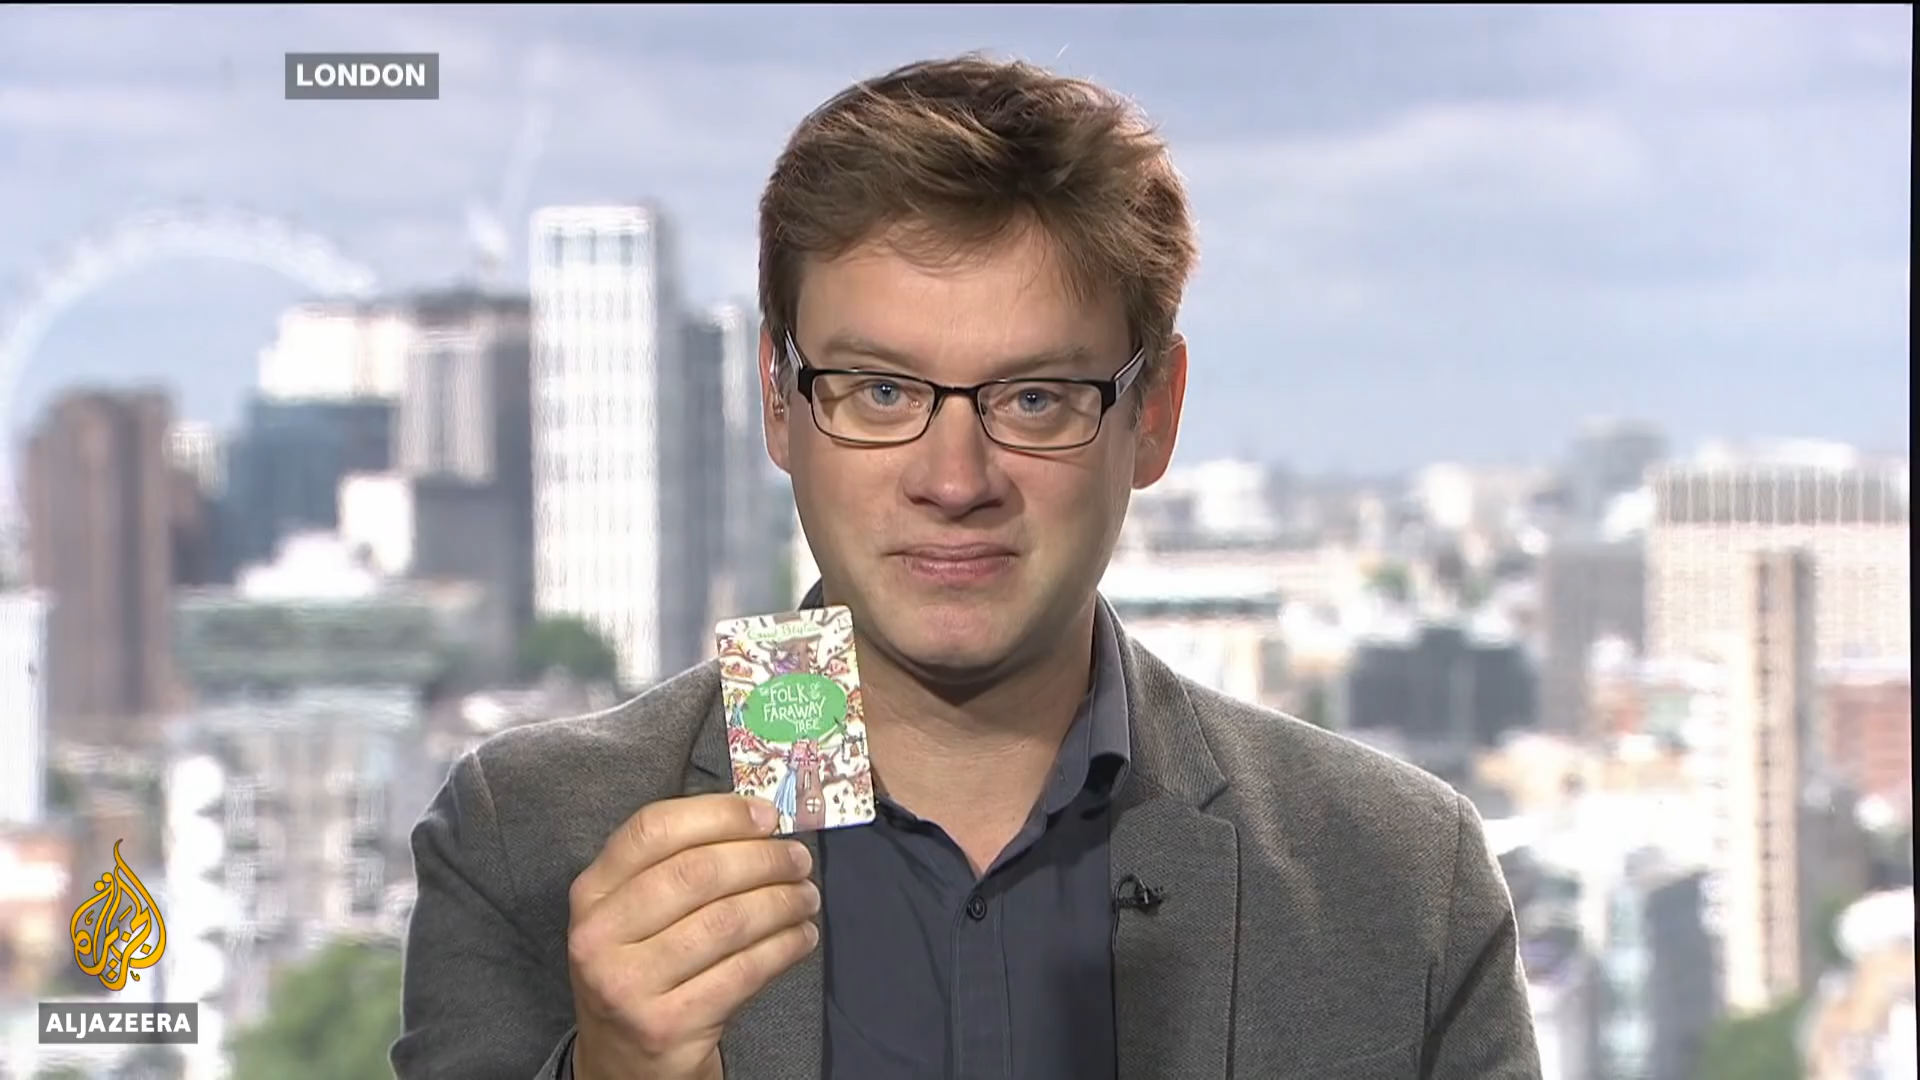 LONDON
Enid Blyton
THE FOLK OF THE
FARAWAY
TREE
الجزيرة
ALJAZEERA